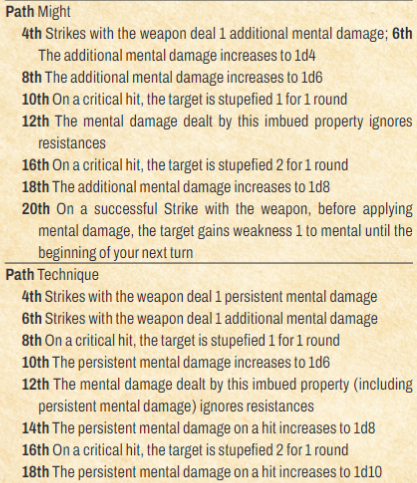 Path Might
4th Strikes with the weapon deal 1 additional mental damage; 6th
The additional mental damage increases to 1d4
8th The additional mental damage increases to 1d6
10th On a critical hit, the target is stupefied 1 for 1 round
12th The mental damage dealt by this imbued property ignores
resistances
16th On a critical hit, the target is stupefied 2 for 1 round
18th The additional mental damage increases to 1d8
20th On a successful Strike with the weapon, before applying
mental damage, the target gains weakness 1 to mental until the
beginning of your next turn
Path Technique
4th Strikes with the weapon deal 1 persistent mental damage
6th Strikes with the weapon deal 1 additional mental damage
8th On a critical hit, the target is stupefied 1 for 1 round
10th The persistent mental damage increases to 1d6
12th The mental damage dealt by this imbued property (including
persistent mental damage) ignores resistances
14th The persistent mental damage on a hit increases to 1d8
16th On a critical hit, the target is stupefied 2 for 1 round
18th The persistent mental damage on a hit increases to 1d10